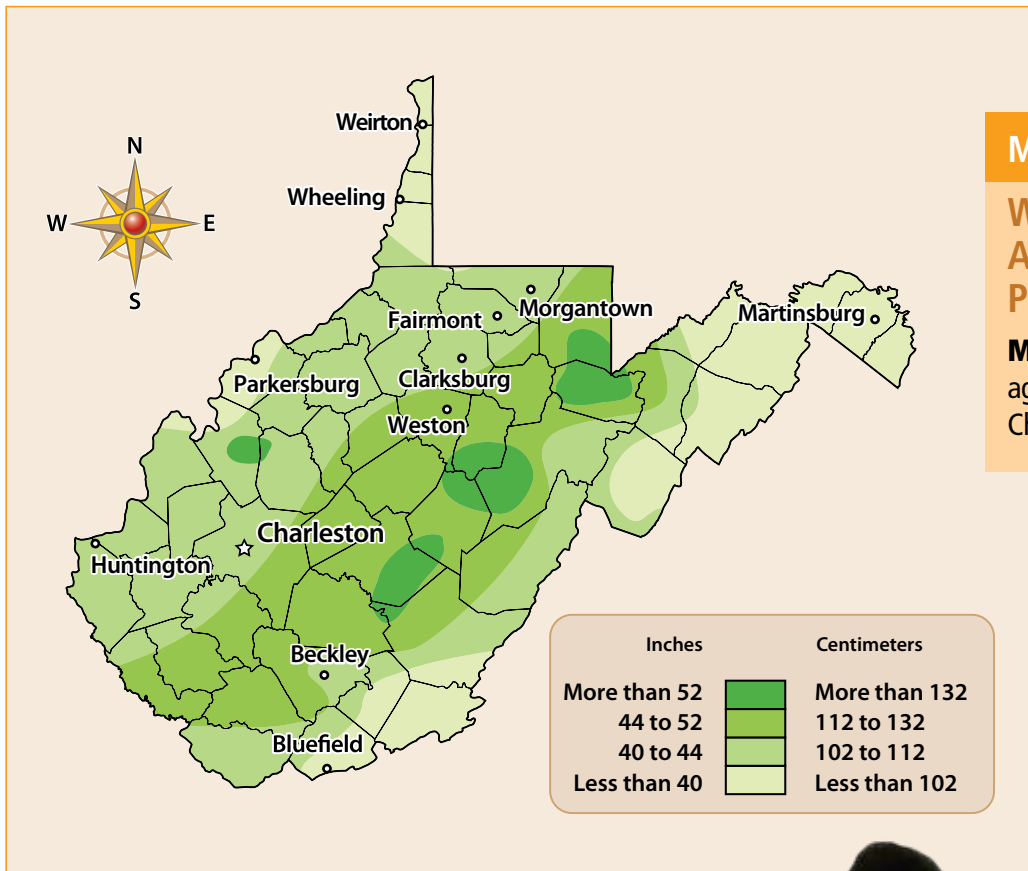 Weirton
N
Wheeling
W
E
S
Morgantown
Martinsburg
Fairmont
Parkersburg
Clarksburg
Weston
Charleston
Huntington
Beckley
Bluefield
Inches Centimeters
More than 52 More than 132
44 to 52 112 to 132
40 to 44 102 to 112
Less than 40 Less than 102
M
W
A
P
M
ag
Ch